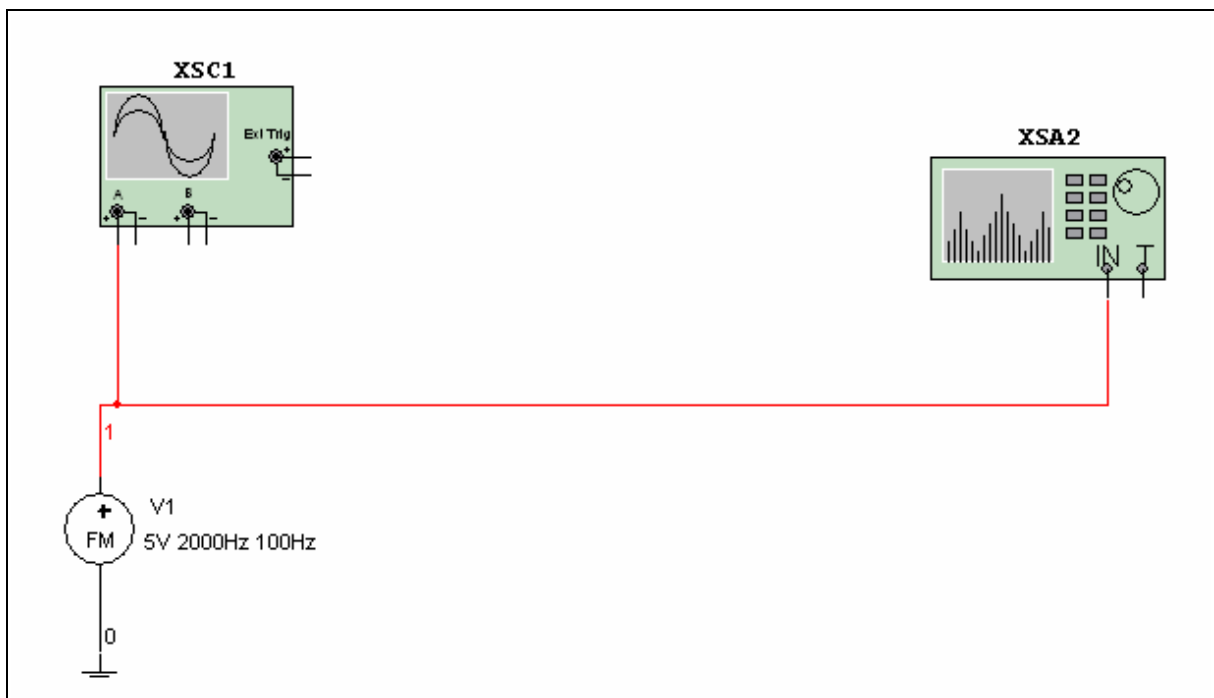 XSC1
Ext Trig
+
-
A
B
+ -
+ -
XSA2
IN T
1
V1
+
FM
5V 2000Hz 100Hz
0